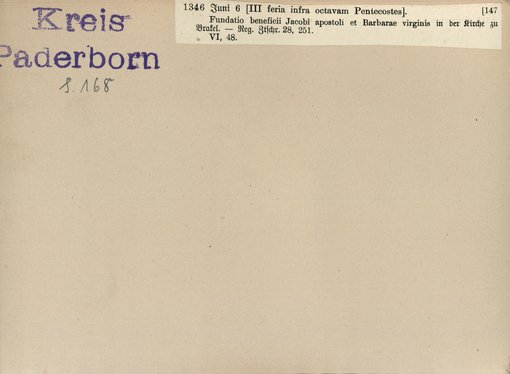 Kreis
Paderborn
S. 168
1346 Juni 6 [III feria infra octavam Pentecostes]. [147
Fundatio beneficii Jacobi apostoli et Barbarae virginis in der Kirche zu
Brakel. — Reg. Ztschr. 28, 251.
VI, 48.